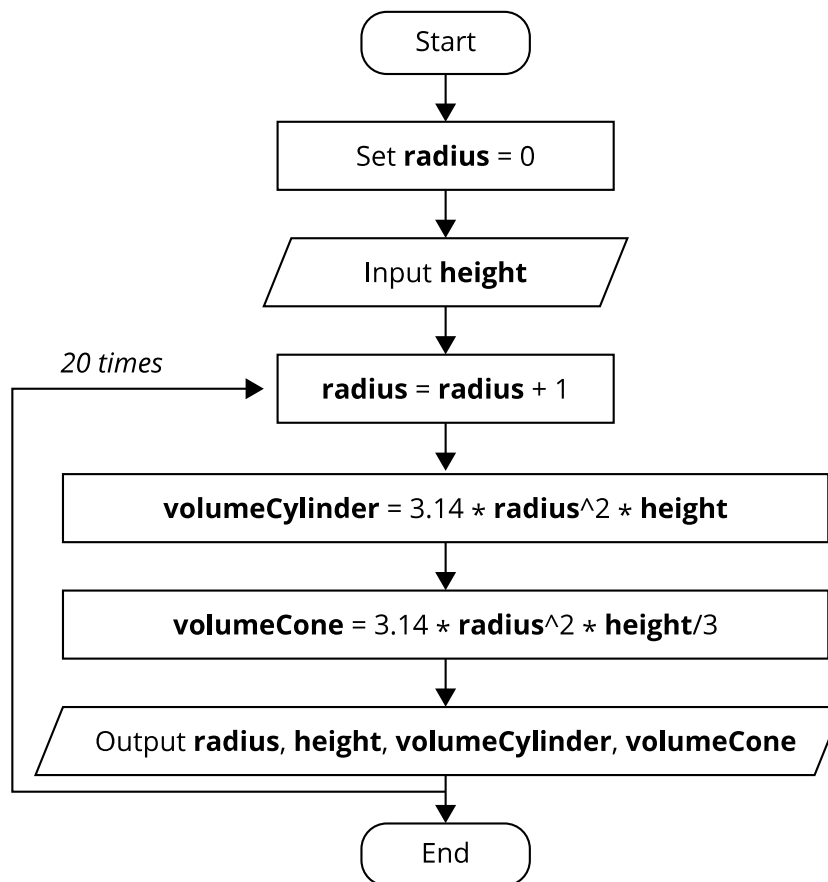 Start
Set radius = 0
Input height
20 times
radius = radius + 1
volumeCylinder = 3.14 * radius^2 * height
volumeCone = 3.14 * radius^2 * height/3
Output radius, height, volumeCylinder, volumeCone
End